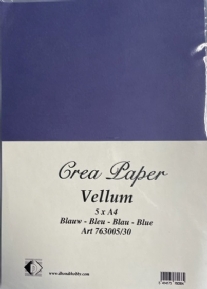 Crea Paper
Vellum
5 x A4
Blauw - Bleu - Blau - Blue
Art 763005/30